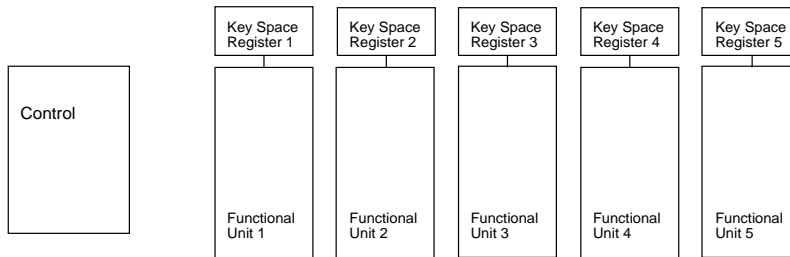 Key Space
Register 1
Key Space
Register 2
Key Space
Register 3
Key Space
Register 4
Key Space
Register 5
Control
Functional
Unit 1
Functional
Unit 2
Functional
Unit 3
Functional
Unit 4
Functional
Unit 5